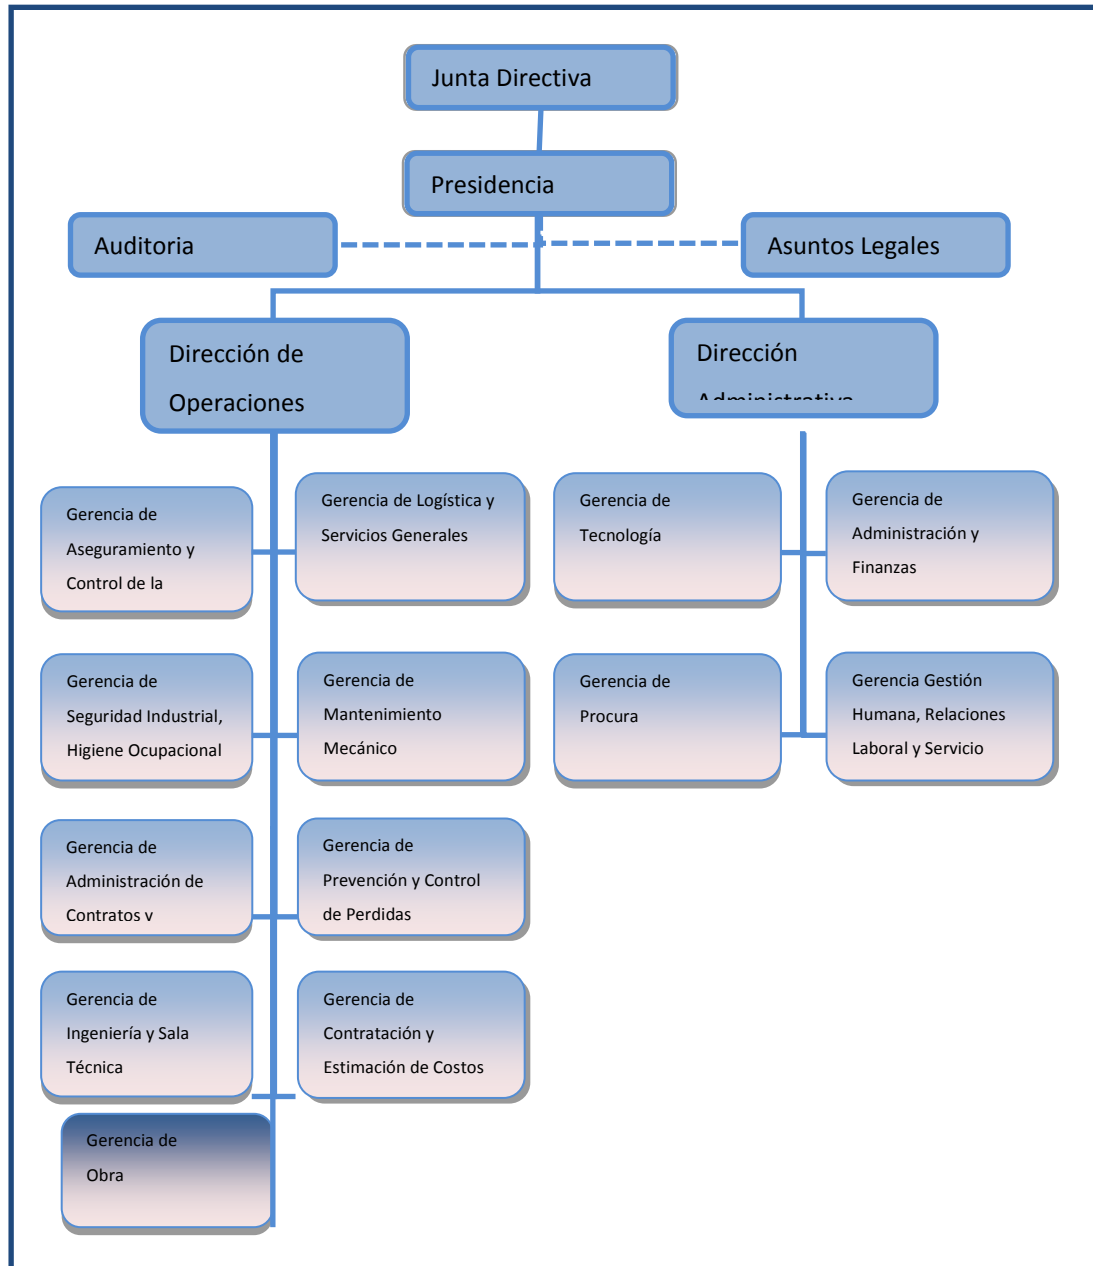 Junta Directiva
Presidencia
Auditoria
Asuntos Legales
Dirección de
Operaciones
Dirección
Administrativa
Gerencia de
Aseguramiento y
Control de la
Gerencia de Logística y
Servicios Generales
Gerencia de
Tecnología
Gerencia de
Administración y
Finanzas
Gerencia de
Seguridad Industrial,
Higiene Ocupacional
Gerencia de
Mantenimiento
Mecánico
Gerencia de
Procura
Gerencia Gestión
Humana, Relaciones
Laboral y Servicio
Gerencia de
Administración de
Contratos y
Gerencia de
Prevención y Control
de Perdidas
Gerencia de
Ingeniería y Sala
Técnica
Gerencia de
Contratación y
Estimación de Costos
Gerencia de
Obra